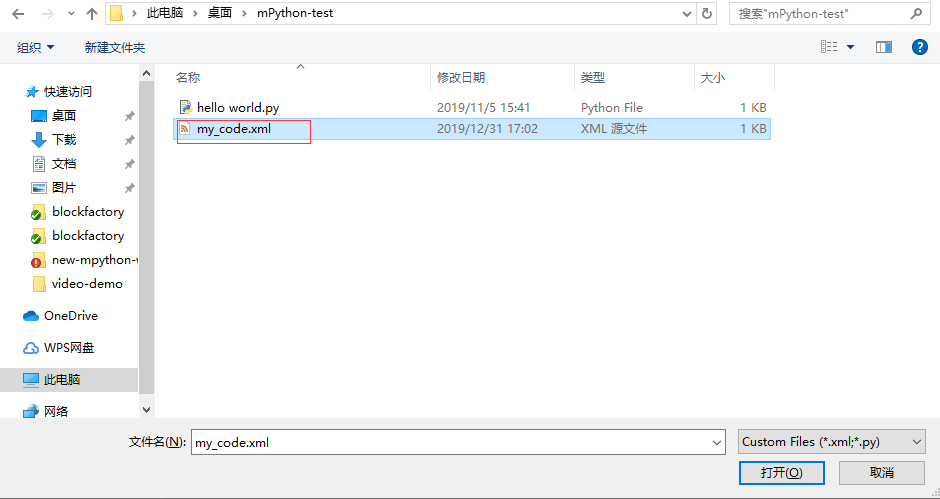 此电脑 桌面 mPython-test 搜索"mPython-test"
组织 新建文件夹
名称 修改日期 类型 大小
快速访问
桌面
下载
文档
图片
blockfactory
blockfactory
new-mpython-w
video-demo
OneDrive
WPS网盘
此电脑
网络
hello world.py 2019/11/5 15:41 Python File 1 KB
my_code.xml 2019/12/31 17:02 XML 源文件 1 KB
文件名(N): my_code.xml Custom Files (*.xml;*.py)
打开(O) 取消